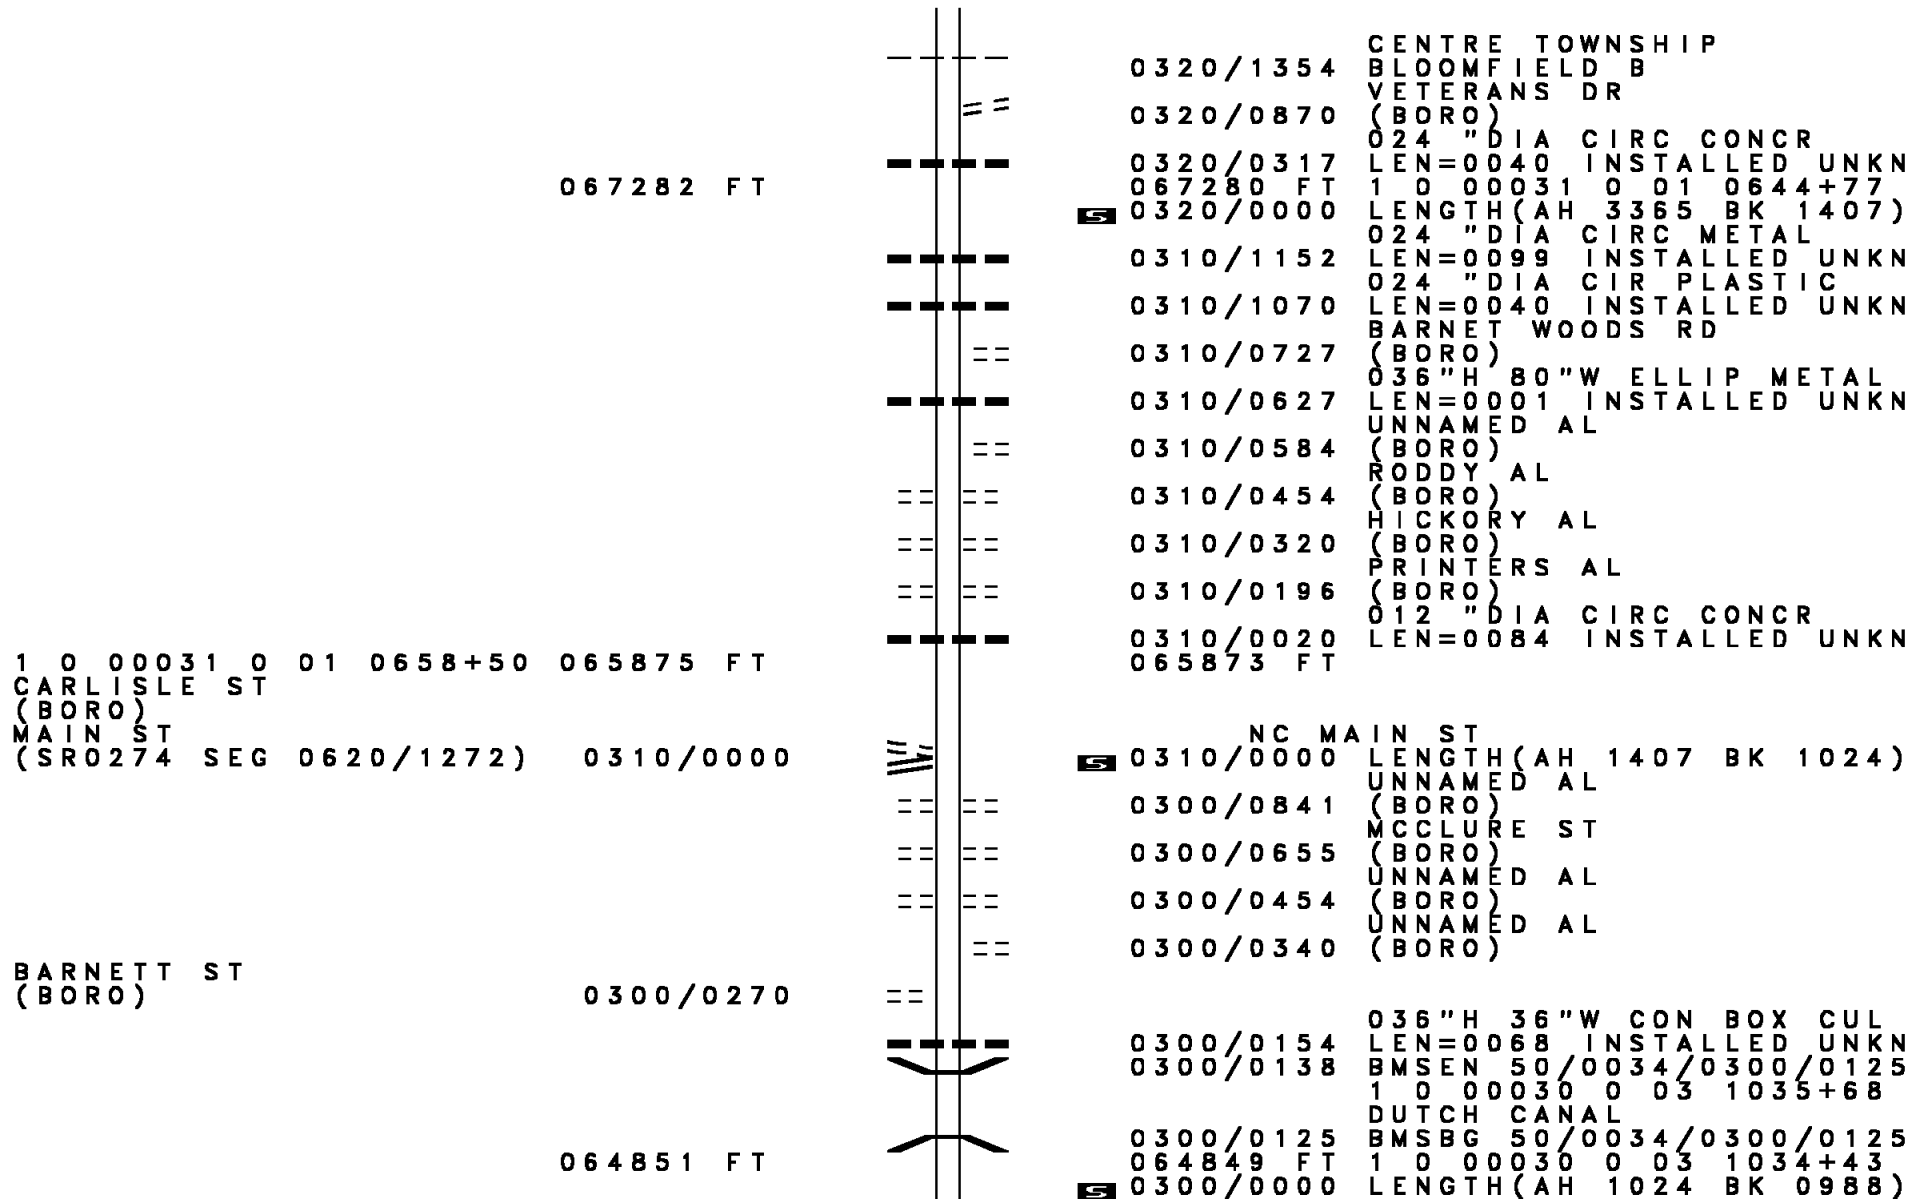 CENTRE TOWNSHIP
0320/1354 BLOOMFIELD B
VETERANS DR
0320/0870 (BORO)
024 "DIA CIRC CONCR
0320/0317 LEN=0040 INSTALLED UNKN
067282 FT 067280 FT 1 0 00031 0 01 0644+77
S 0320/0000 LENGTH(AH 3365 BK 1407)
024 "DIA CIRC METAL
0310/1152 LEN=0099 INSTALLED UNKN
024 "DIA CIR PLASTIC
0310/1070 LEN=0040 INSTALLED UNKN
BARNET WOODS RD
0310/0727 (BORO)
036"H 80"W ELLIP METAL
0310/0627 LEN=0001 INSTALLED UNKN
UNNAMED AL
0310/0584 (BORO)
RODDY AL
0310/0454 (BORO)
HICKORY AL
0310/0320 (BORO)
PRINTERS AL
0310/0196 (BORO)
012 "DIA CIRC CONCR
0310/0020 LEN=0084 INSTALLED UNKN
1 0 00031 0 01 0658+50 065875 FT 065873 FT
CARLISLE ST
(BORO)
MAIN ST NC MAIN ST
(SR0274 SEG 0620/1272) 0310/0000 S 0310/0000 LENGTH(AH 1407 BK 1024)
UNNAMED AL
0300/0841 (BORO)
MCCLURE ST
0300/0655 (BORO)
UNNAMED AL
0300/0454 (BORO)
UNNAMED AL
0300/0340 (BORO)
BARNETT ST
(BORO) 0300/0270
036"H 36"W CON BOX CUL
0300/0154 LEN=0068 INSTALLED UNKN
0300/0138 BMSEN 50/0034/0300/0125
1 0 00030 0 03 1035+68
DUTCH CANAL
0300/0125 BMSBG 50/0034/0300/0125
064851 FT 064849 FT 1 0 00030 0 03 1034+43
S 0300/0000 LENGTH(AH 1024 BK 0988)